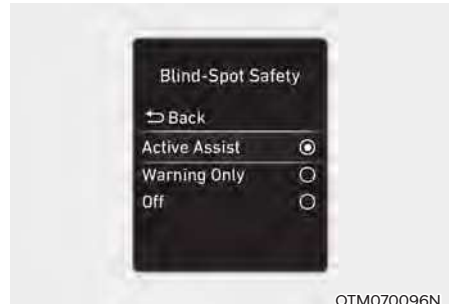 Blind-Spot Safety
Back
Active Assist
Warning Only
Off
OTM070096N